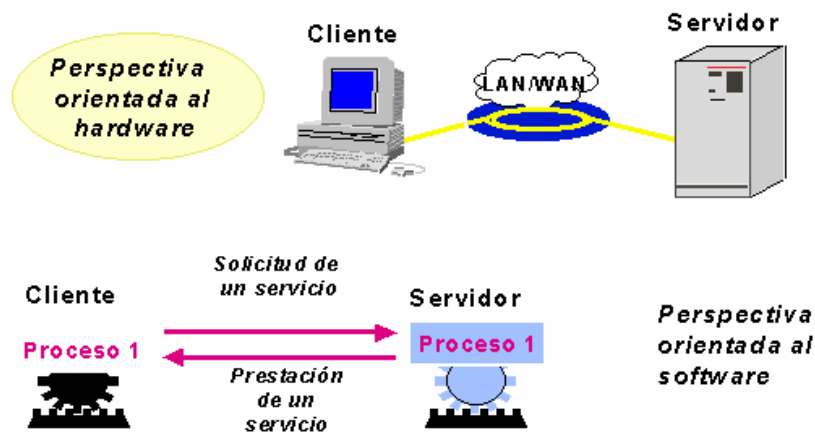 Cliente
Servidor
Perspectiva
orientada al
hardware
LAN/WAN
Solicitud de
un servicio
Cliente
Servidor
Proceso 1
Proceso 1
Prestación
de un
servicio
Perspectiva
orientada al
software